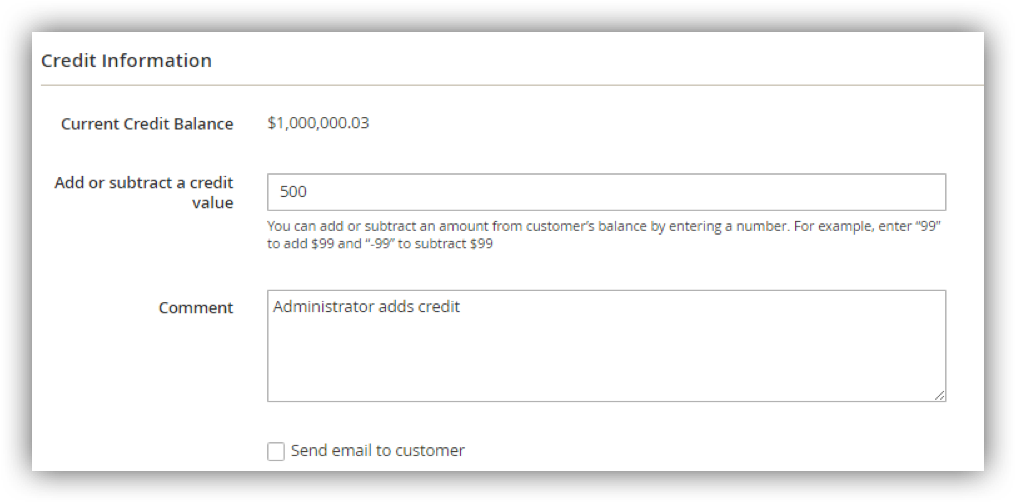 Credit Information
Current Credit Balance $1,000,000.03
Add or subtract a credit
value
500
You can add or subtract an amount from customer's balance by entering a number. For example, enter “99”
to add $99 and “-99” to subtract $99
Comment
Administrator adds credit
Send email to customer